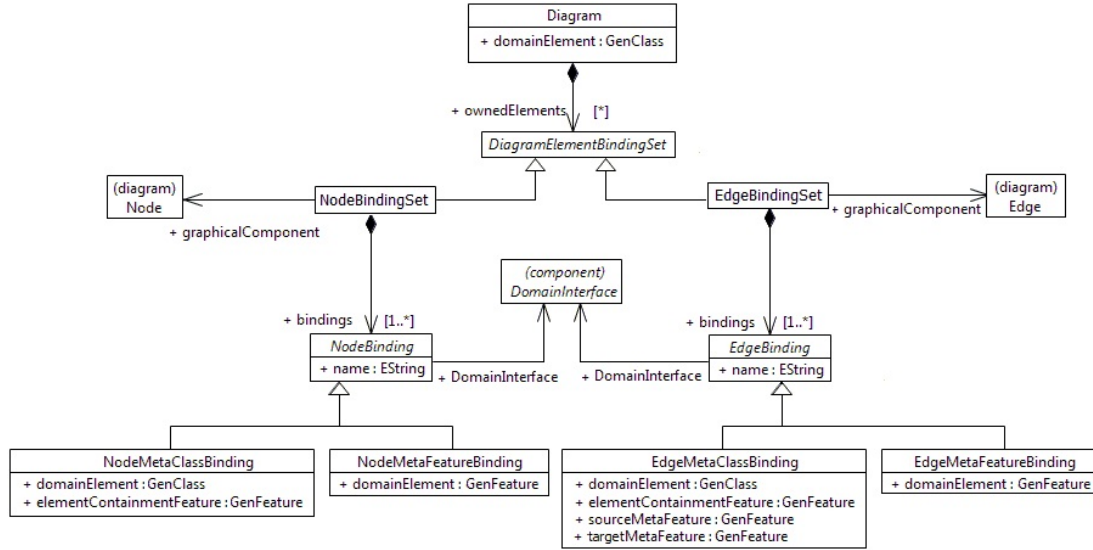 Diagram
+ domainElement : GenClass
+ ownedElements [*]
DiagramElementBindingSet
(diagram)
Node
NodeBindingSet
EdgeBindingSet
(diagram)
Edge
+ graphicalComponent
+ graphicalComponent
(component)
DomainInterface
+ bindings [1..*]
+ bindings [1..*]
NodeBinding
+ name : EString
+ DomainInterface
+ DomainInterface
EdgeBinding
+ name : EString
NodeMetaClassBinding
+ domainElement : GenClass
+ elementContainmentFeature : GenFeature
NodeMetaFeatureBinding
+ domainElement : GenFeature
EdgeMetaClassBinding
+ domainElement : GenClass
+ elementContainmentFeature : GenFeature
+ sourceMetaFeature : GenFeature
+ targetMetaFeature : GenFeature
EdgeMetaFeatureBinding
+ domainElement : GenFeature